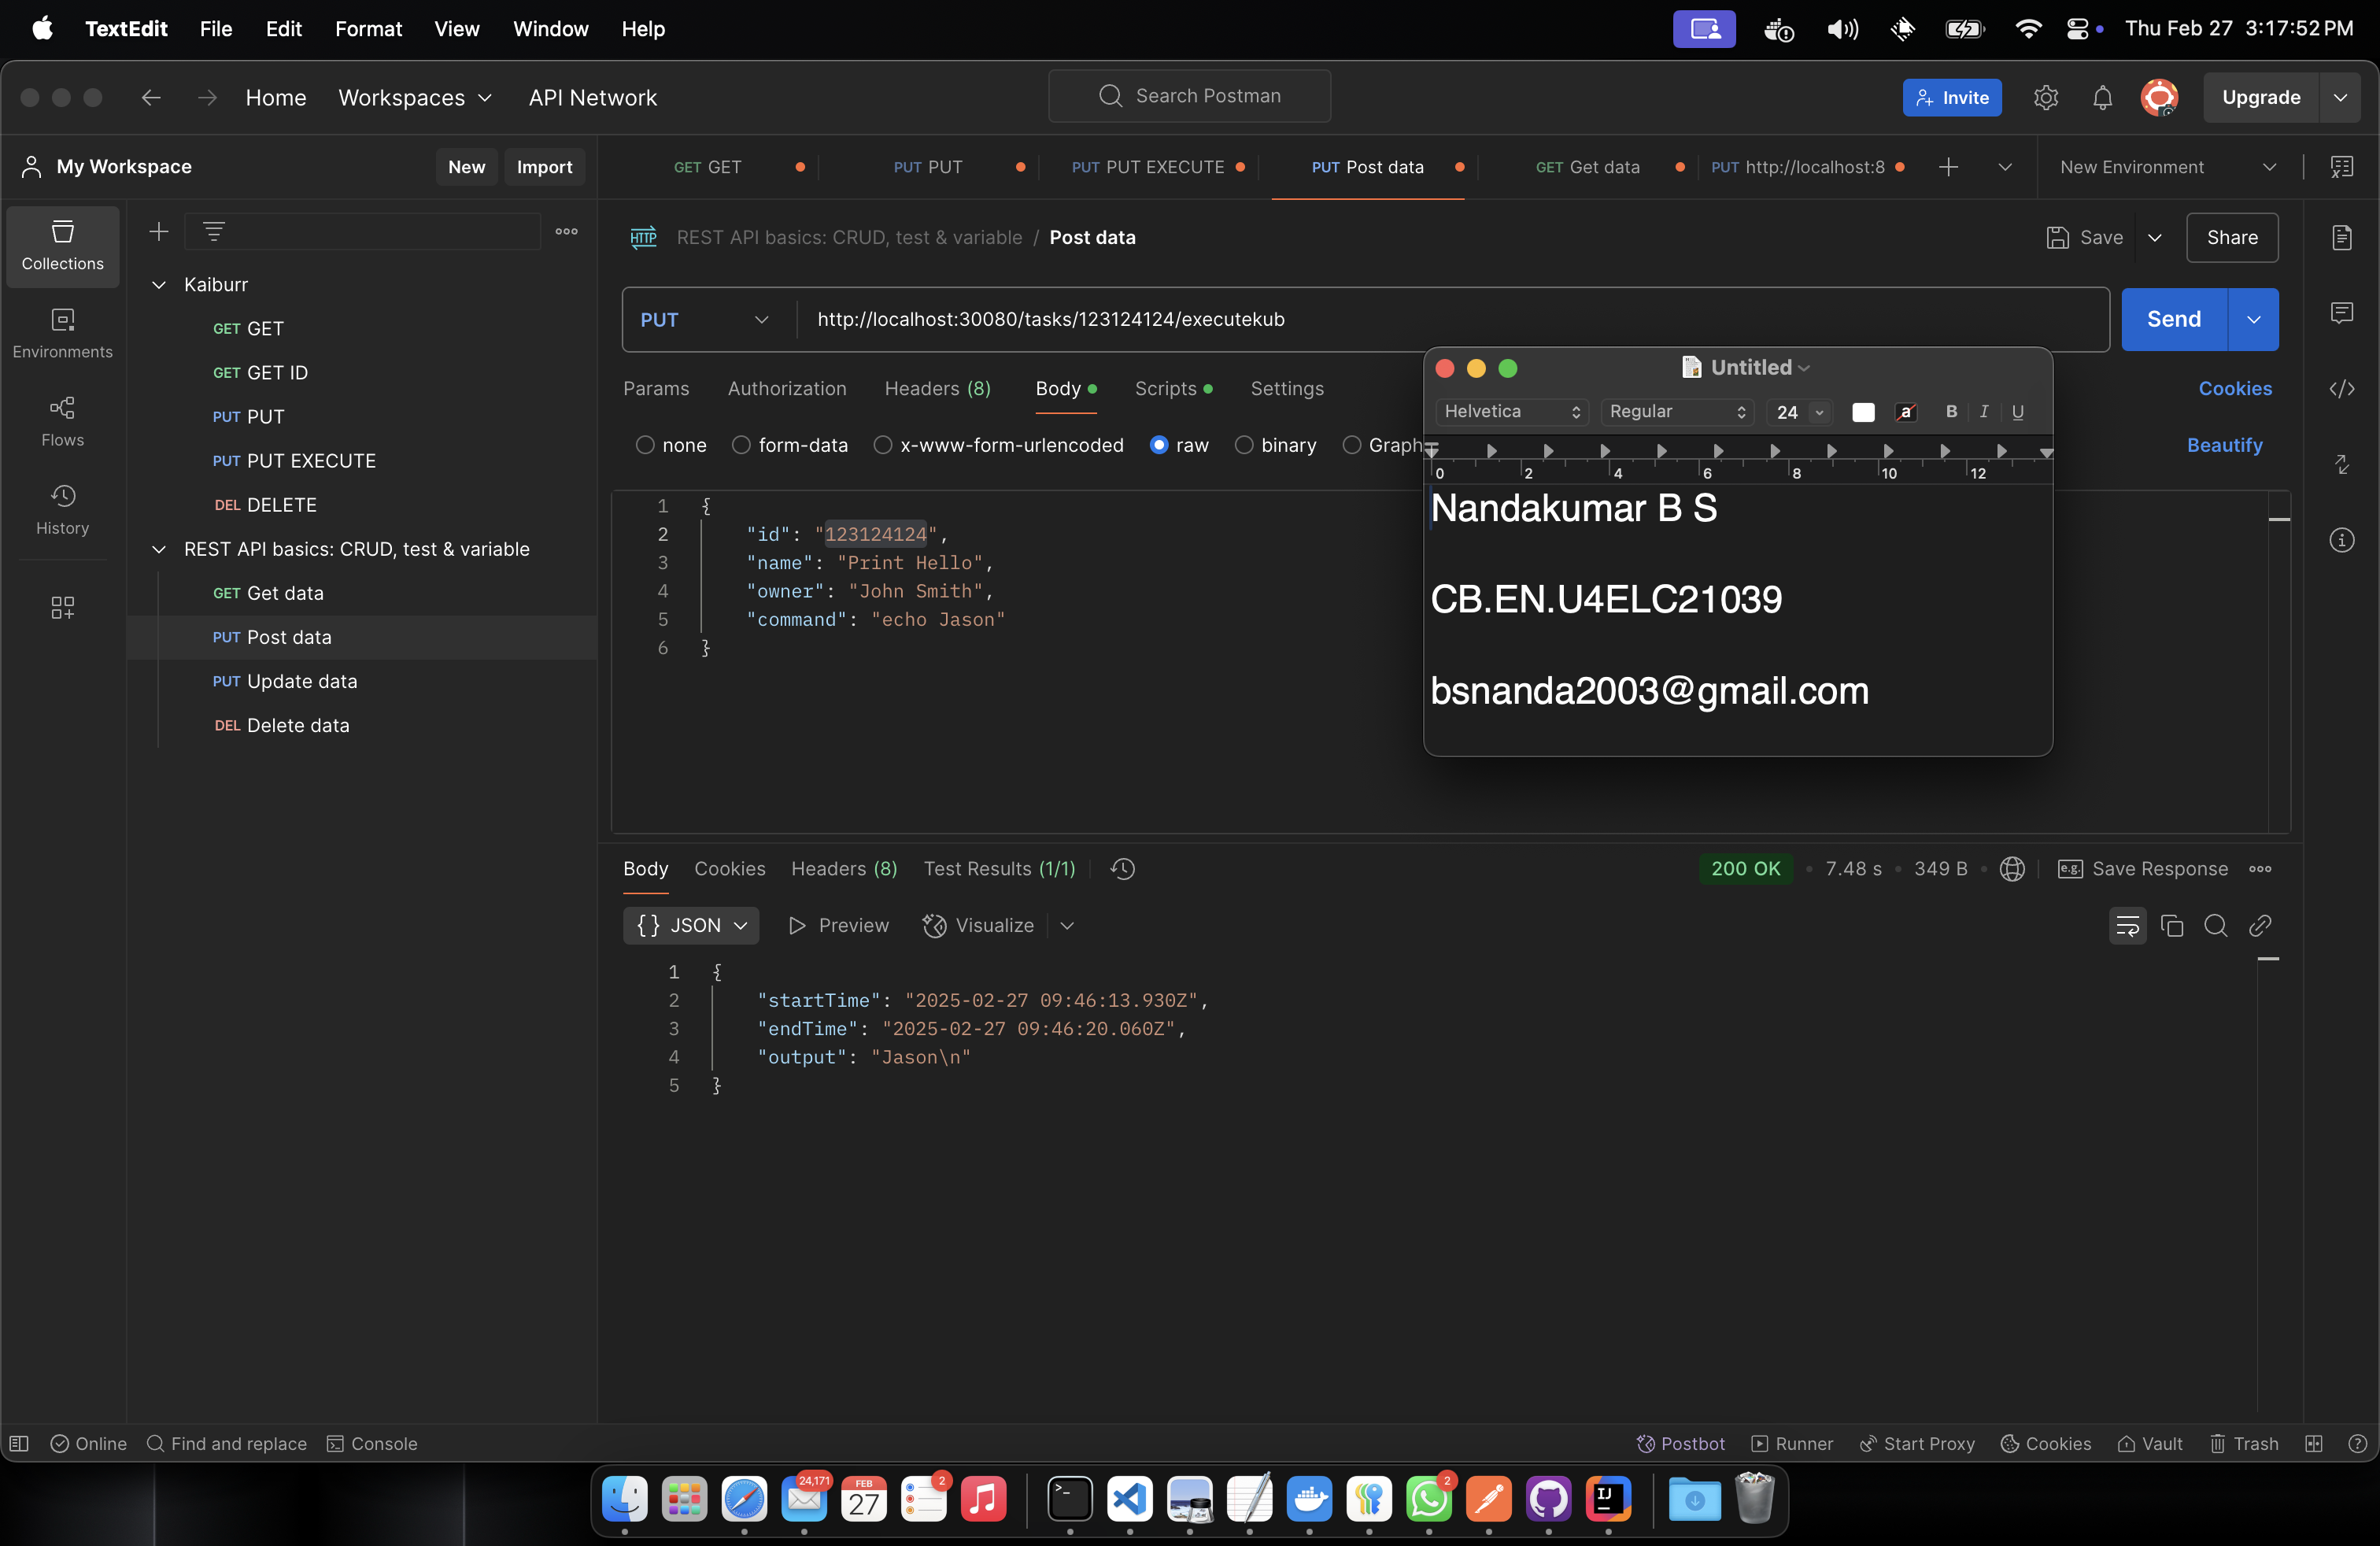 TextEdit File Edit Format View Window Help Thu Feb 27 3:17:52 PM
Home Workspaces API Network Search Postman Invite Upgrade
My Workspace New Import
GET GET PUT PUT PUT PUT EXECUTE PUT Post data GET Get data PUT http://localhost:8 New Environment
Collections
Environments
Flows
History
Kaiburr
GET GET
GET GET ID
PUT PUT
PUT PUT EXECUTE
DEL DELETE
REST API basics: CRUD, test & variable
GET Get data
PUT Post data
PUT Update data
DEL Delete data
HTTP REST API basics: CRUD, test & variable / Post data Save Share
PUT http://localhost:30080/tasks/123124124/executekub Send
Params Authorization Headers (8) Body Scripts Settings Cookies
none form-data x-www-form-urlencoded raw binary Graph Beautify
1 {
2 "id": "123124124",
3 "name": "Print Hello",
4 "owner": "John Smith",
5 "command": "echo Jason"
6 }
Untitled
Helvetica Regular 24 a B I U
0 2 4 6 8 10 12
Nandakumar B S
CB.EN.U4ELC21039
bsnanda2003@gmail.com
Body Cookies Headers (8) Test Results (1/1) 200 OK 7.48 s 349 B e.g. Save Response
{} JSON Preview Visualize
1 {
2 "startTime": "2025-02-27 09:46:13.930Z",
3 "endTime": "2025-02-27 09:46:20.060Z",
4 "output": "Jason\n"
5 }
Online Find and replace Console Postbot Runner Start Proxy Cookies Vault Trash
24,171 FEB 27 2 2 IJ